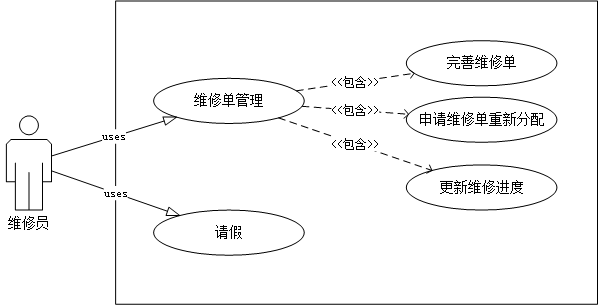 完善维修单
<<包含>>
维修单管理
<<包含>>
申请维修单重新分配
uses
<<包含>>
更新维修进度
uses
维修员
请假